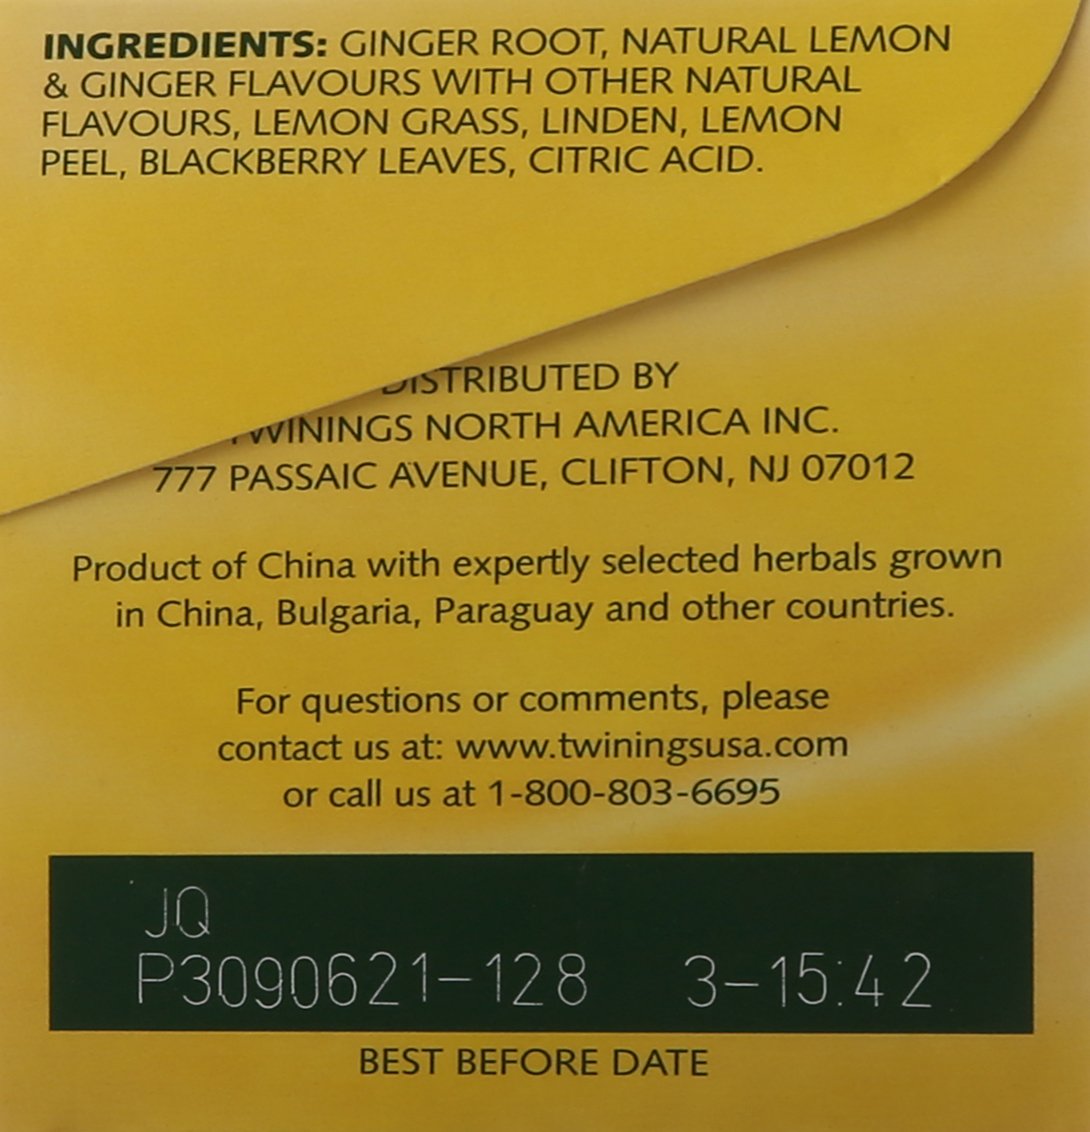 INGREDIENTS: GINGER ROOT, NATURAL LEMON
& GINGER FLAVOURS WITH OTHER NATURAL
FLAVOURS, LEMON GRASS, LINDEN, LEMON
PEEL, BLACKBERRY LEAVES, CITRIC ACID.
DISTRIBUTED BY
TWININGS NORTH AMERICA INC.
777 PASSAIC AVENUE, CLIFTON, NJ 07012
Product of China with expertly selected herbals grown
in China, Bulgaria, Paraguay and other countries.
For questions or comments, please
contact us at: www.twiningsusa.com
or call us at 1-800-803-6695
JQ
P3090621-128 3-15:42
BEST BEFORE DATE